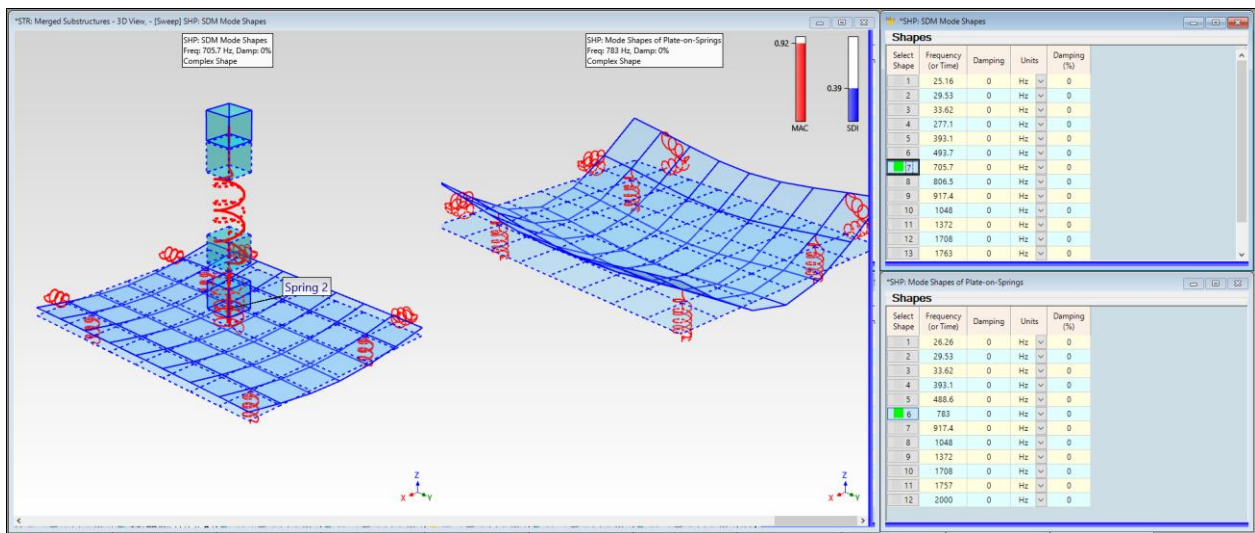 *STR: Merged Substructures - 3D View, - [Sweep] SHP: SDM Mode Shapes
SHP: SDM Mode Shapes
Freq: 705.7 Hz, Damp: 0%
Complex Shape
SHP: Mode Shapes of Plate-on-Springs
Freq: 783 Hz, Damp: 0%
Complex Shape
0.92
0.39
MAC SDI
Spring 2
Z
X Y
Z
X Y
*SHP: SDM Mode Shapes
Shapes
Select Shape Frequency (or Time) Damping Units Damping (%)
1 25.16 0 Hz 0
2 29.53 0 Hz 0
3 33.62 0 Hz 0
4 277.1 0 Hz 0
5 393.1 0 Hz 0
6 493.7 0 Hz 0
7 705.7 0 Hz 0
8 806.5 0 Hz 0
9 917.4 0 Hz 0
10 1048 0 Hz 0
11 1372 0 Hz 0
12 1708 0 Hz 0
13 1763 0 Hz 0
*SHP: Mode Shapes of Plate-on-Springs
Shapes
Select Shape Frequency (or Time) Damping Units Damping (%)
1 26.26 0 Hz 0
2 29.53 0 Hz 0
3 33.62 0 Hz 0
4 393.1 0 Hz 0
5 488.6 0 Hz 0
6 783 0 Hz 0
7 917.4 0 Hz 0
8 1048 0 Hz 0
9 1372 0 Hz 0
10 1708 0 Hz 0
11 1757 0 Hz 0
12 2000 0 Hz 0